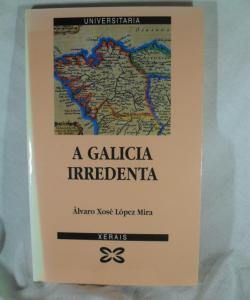 UNIVERSITARIA
A GALICIA
IRREDENTA
Álvaro Xosé López Mira
XERAIS